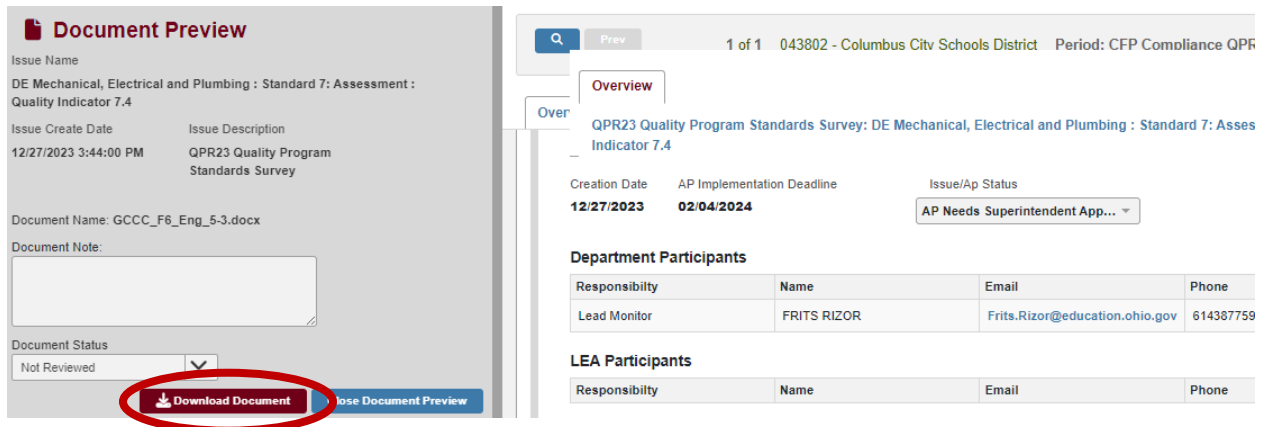 Document Preview
Issue Name
DE Mechanical, Electrical and Plumbing : Standard 7: Assessment :
Quality Indicator 7.4
Issue Create Date Issue Description
12/27/2023 3:44:00 PM QPR23 Quality Program
Standards Survey
Document Name: GCCC_F6_Eng_5-3.docx
Document Note:
Document Status
Not Reviewed
Download Document lose Document Preview
Prev 1 of 1 043802 - Columbus City Schools District Period: CFP Compliance QPR
Over
Overview
QPR23 Quality Program Standards Survey: DE Mechanical, Electrical and Plumbing : Standard 7: Asses
Indicator 7.4
Creation Date AP Implementation Deadline Issue/Ap Status
12/27/2023 02/04/2024 AP Needs Superintendent App...
Department Participants
Responsibilty Name Email Phone
Lead Monitor FRITS RIZOR Frits.Rizor@education.ohio.gov 614387759
LEA Participants
Responsibilty Name Email Phone